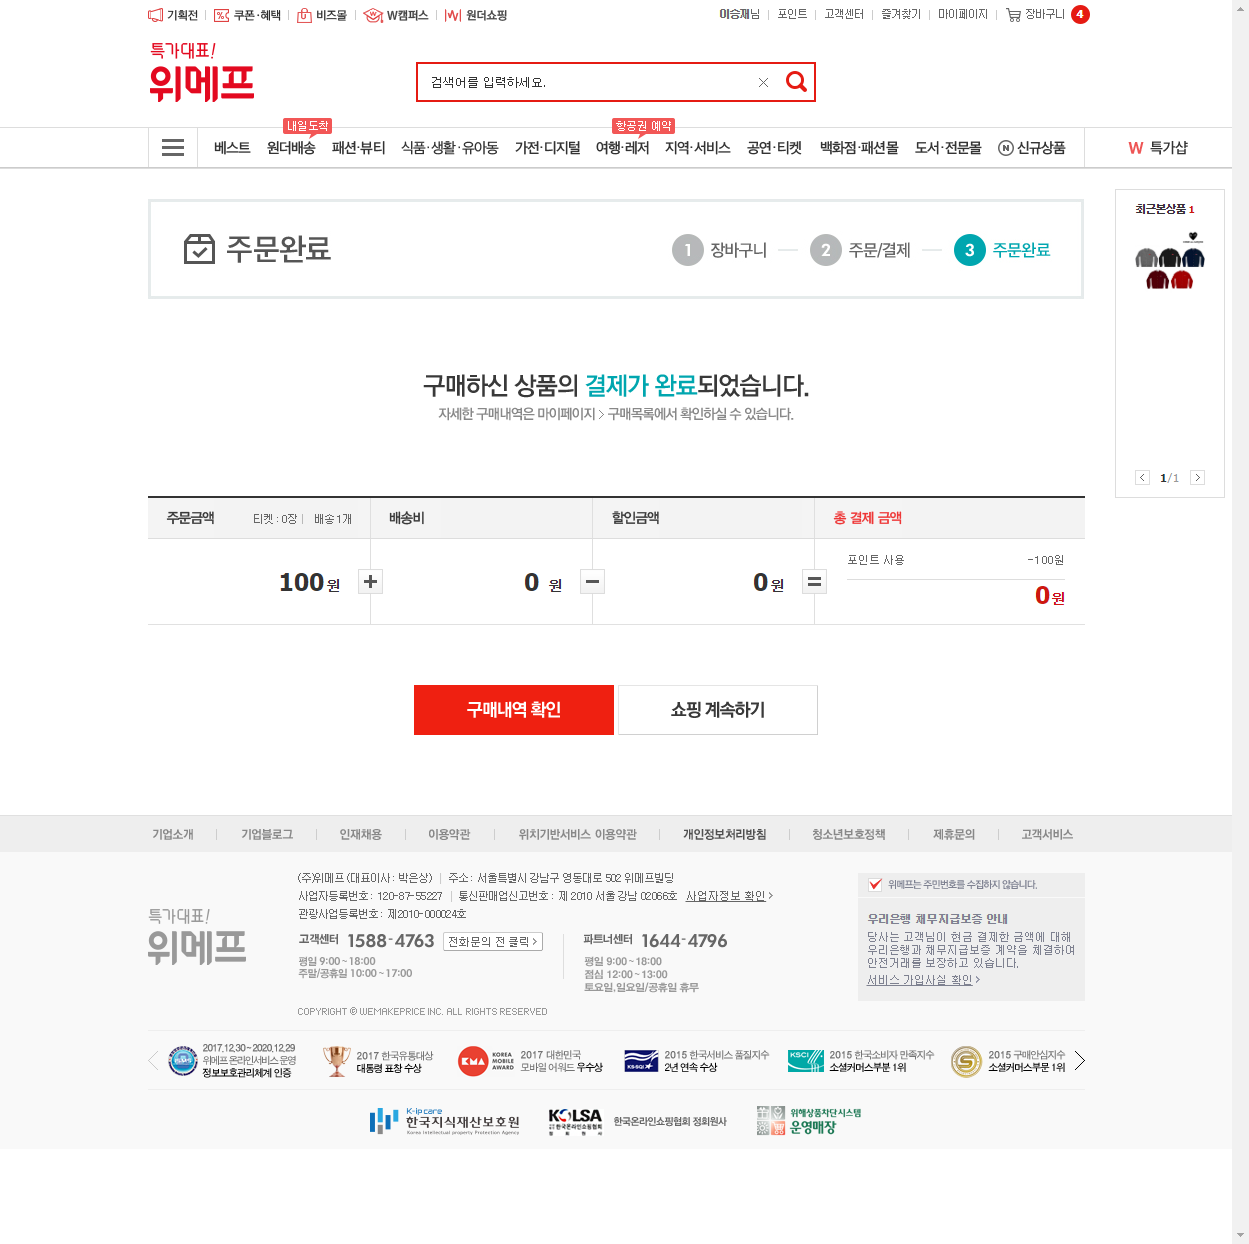 기획전
쿠폰·혜택
비즈몰
W캠퍼스
원더쇼핑
이승재님
포인트
고객센터
즐겨찾기
마이페이지
장바구니 4
특가대표!
위메프
검색어를 입력하세요.
내일도착
항공권 예약
베스트
원더배송
패션·뷰티
식품·생활·유아동
가전·디지털
여행·레저
지역·서비스
공연·티켓
백화점·패션몰
도서·전문몰
N 신규상품
W 특가샵
최근본상품 1
1/1
주문완료
1 장바구니
2 주문/결제
3 주문완료
구매하신 상품의 결제가 완료되었습니다.
자세한 구매내역은 마이페이지 > 구매목록에서 확인하실 수 있습니다.
주문금액 티켓 : 0장 | 배송 1개
배송비
할인금액
총 결제 금액
100원
+
0 원
−
0원
=
포인트 사용 -100원
0원
구매내역 확인
쇼핑 계속하기
기업소개
기업블로그
인재채용
이용약관
위치기반서비스 이용약관
개인정보처리방침
청소년보호정책
제휴문의
고객서비스
특가대표!
위메프
(주)위메프 (대표이사 : 박은상) | 주소 : 서울특별시 강남구 영동대로 502 위메프빌딩
사업자등록번호 : 120-87-55227 | 통신판매업신고번호 : 제 2010 서울 강남 02066호 사업자정보 확인 >
관광사업등록번호 : 제2010-000024호
고객센터 1588-4763 전화문의 전 클릭 >
평일 9:00~18:00
주말/공휴일 10:00~17:00
파트너센터 1644-4796
평일 9:00~18:00
점심 12:00~13:00
토요일,일요일/공휴일 휴무
COPYRIGHT © WEMAKEPRICE INC. ALL RIGHTS RESERVED
위메프는 주민번호를 수집하지 않습니다.
우리은행 채무지급보증 안내
당사는 고객님이 현금 결제한 금액에 대해
우리은행과 채무지급보증 계약을 체결하여
안전거래를 보장하고 있습니다.
서비스 가입사실 확인 >
2017.12.30~2020.12.29
위메프 온라인서비스 운영
정보보호관리체계 인증
2017 한국유통대상
대통령 표창 수상
KMA
KOREA
MOBILE
AWARD
2017 대한민국
모바일 어워드 우수상
KS-SQI
2015 한국서비스 품질지수
2년 연속 수상
KSCI
2015 한국소비자 만족지수
소셜커머스부문 1위
S
2015 구매안심지수
소셜커머스부문 1위
K-ip care
한국지식재산보호원
Korea Intellectual property Protection Agency
KOLSA
한국온라인쇼핑협회 정회원사
위해상품차단시스템
운영매장